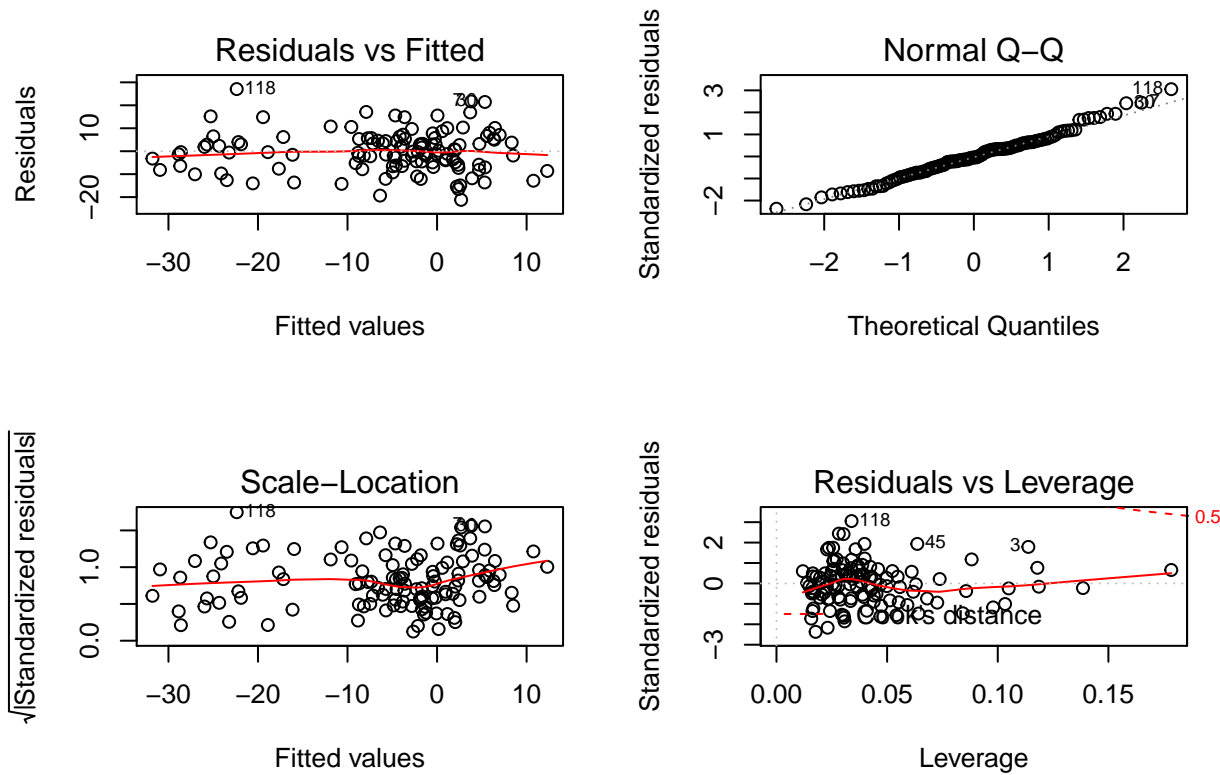 Residuals vs Fitted
Residuals
10
−20
118
−30
−20
−10
0
10
Fitted values
Normal Q−Q
Standardized residuals
3
1
−2
118
−2
−1
0
1
2
Theoretical Quantiles
Scale−Location
√|Standardized residuals|
1.0
0.0
118
−30
−20
−10
0
10
Fitted values
Residuals vs Leverage
Standardized residuals
2
0
−3
118
45
3
0.5
Cook's distance
0.00
0.05
0.10
0.15
Leverage